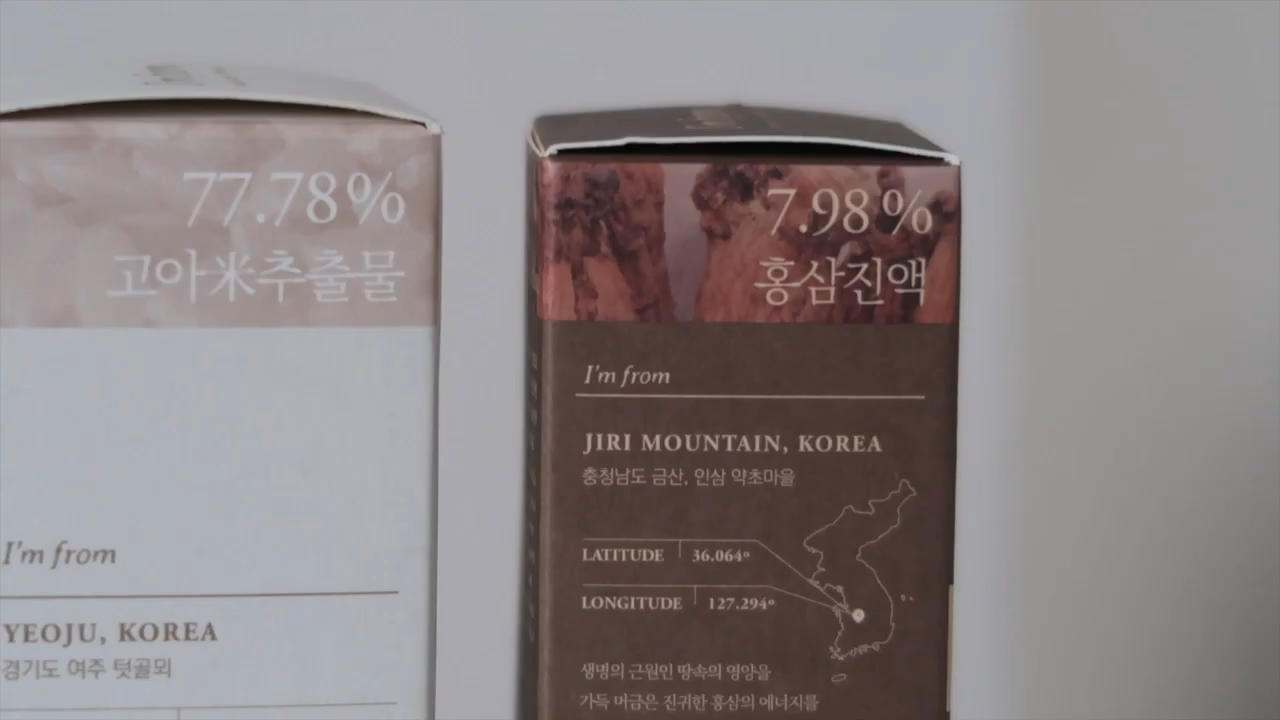 77.78%
고아米추출물
I'm from
YEOJU, KOREA
경기도 여주 텃골뫼
7.98%
홍삼진액
I'm from
JIRI MOUNTAIN, KOREA
충청남도 금산, 인삼 약초마을
LATITUDE 36.064º
LONGITUDE 127.294º
생명의 근원인 땅속의 영양을
가득 머금은 진귀한 홍삼의 에너지를